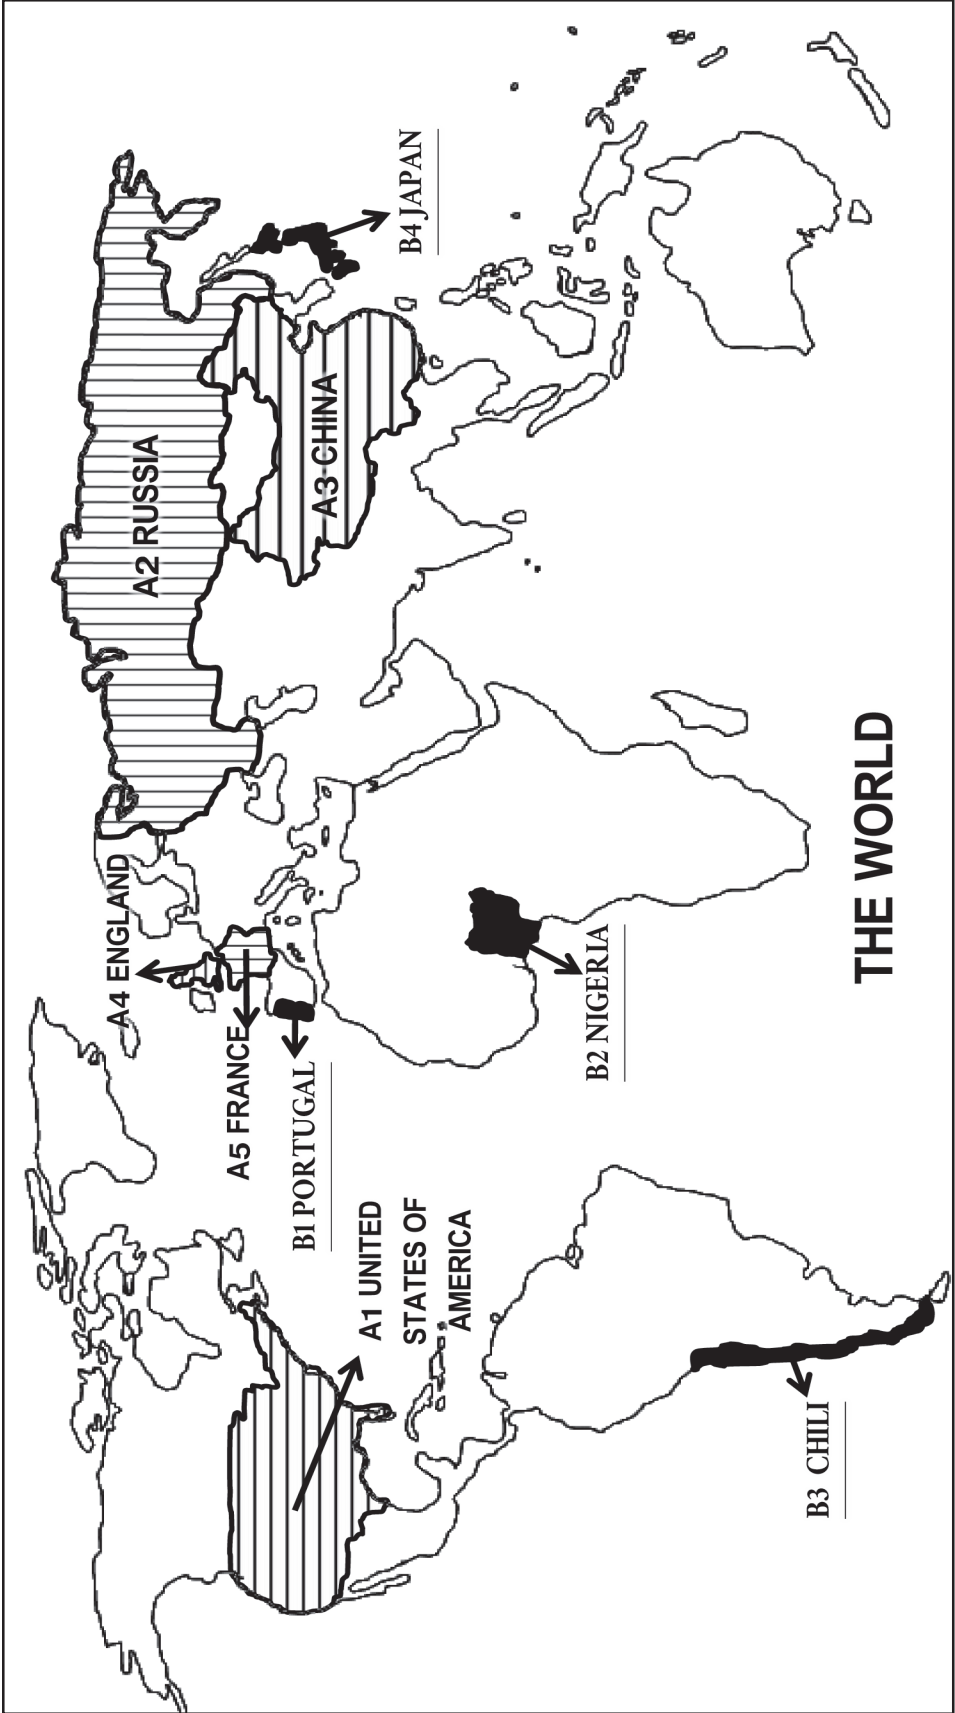 A1 UNITED
STATES OF
AMERICA
A4 ENGLAND
A5 FRANCE
B1 PORTUGAL
A2 RUSSIA
A3 CHINA
B4 JAPAN
B2 NIGERIA
B3 CHILI
THE WORLD